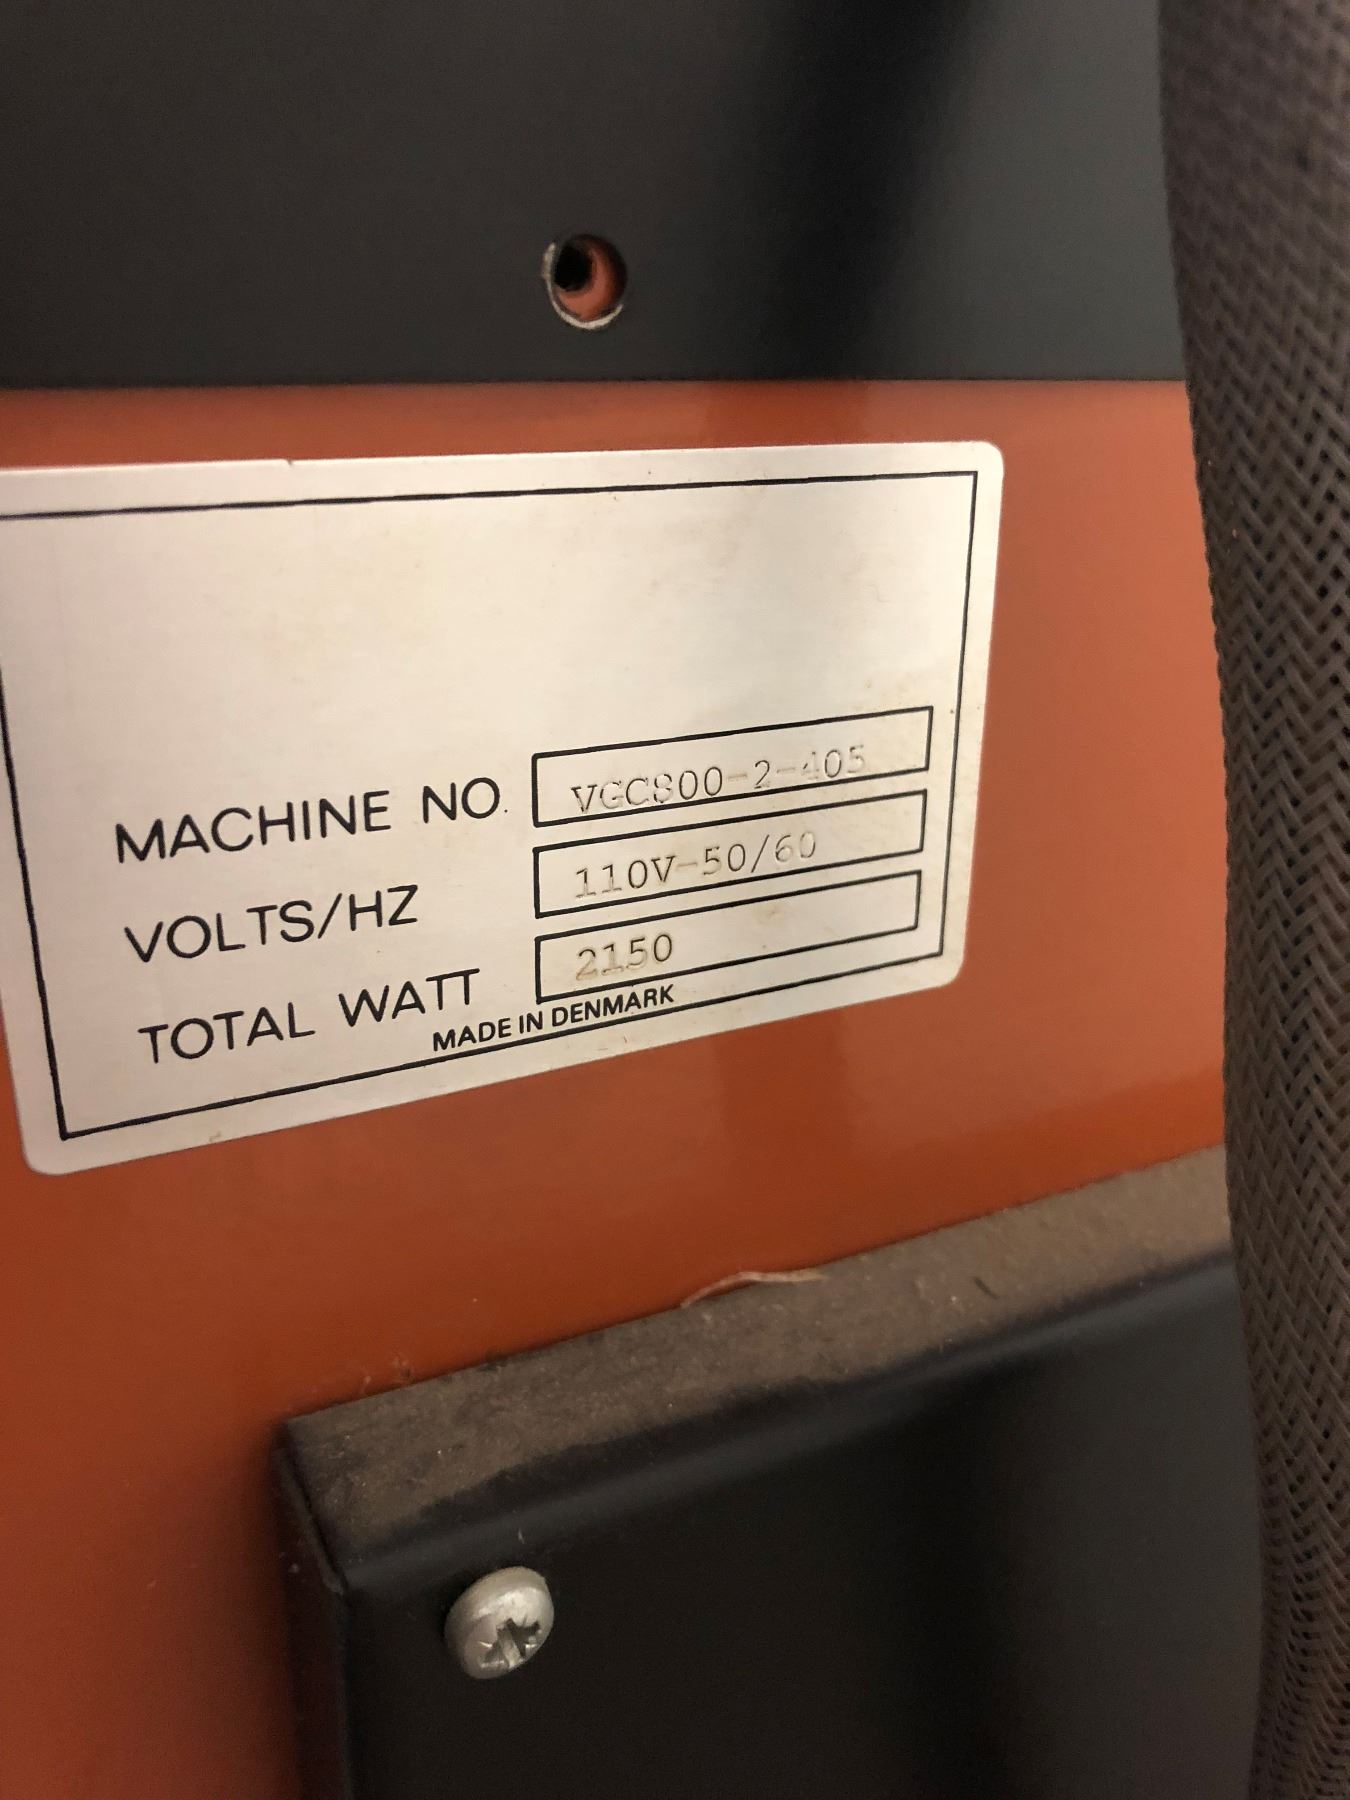 MACHINE NO. VGC800-2-405
VOLTS/HZ 110V-50/60
TOTAL WATT 2150
MADE IN DENMARK